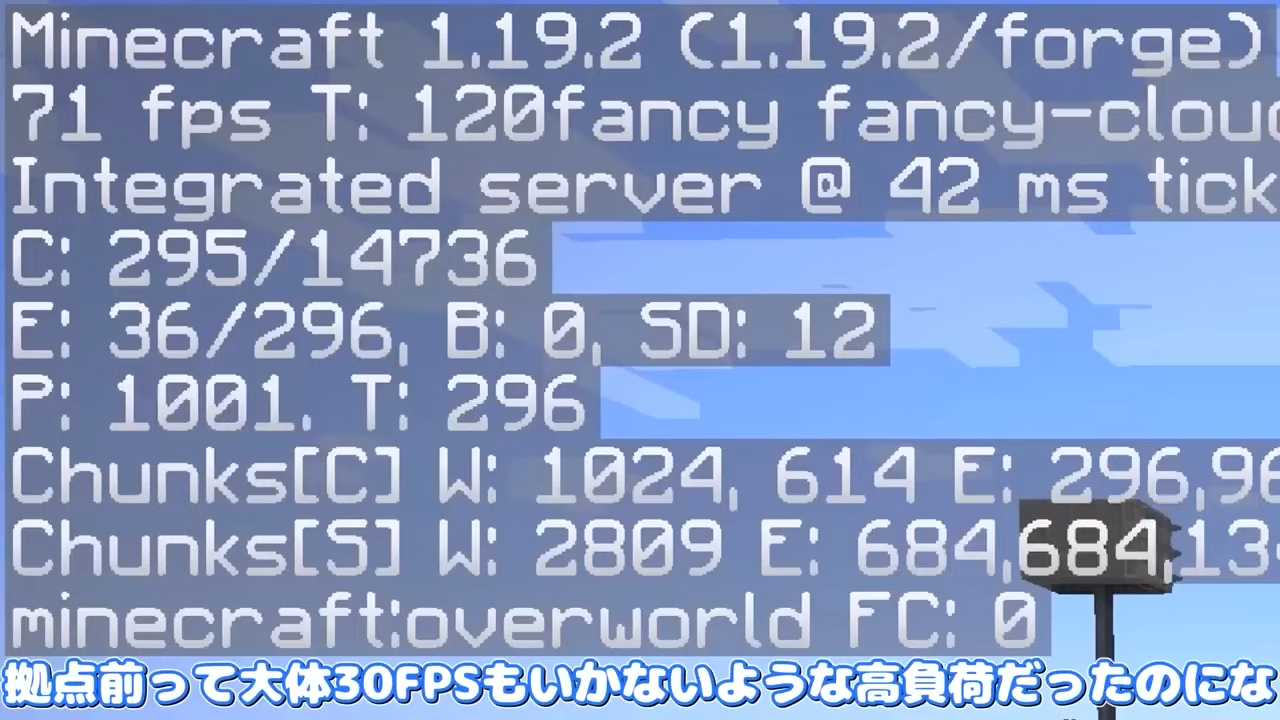 Minecraft 1.19.2 (1.19.2/forge)
71 fps T: 120fancy fancy-clou
Integrated server @ 42 ms tick
C: 295/14736
E: 36/296, B: 0, SD: 12
P: 1001. T: 296
Chunks[C] W: 1024, 614 E: 296,96
Chunks[S] W: 2809 E: 684,684,13
minecraft:overworld FC: 0
拠点前って大体30FPSもいかないような高負荷だったのにな